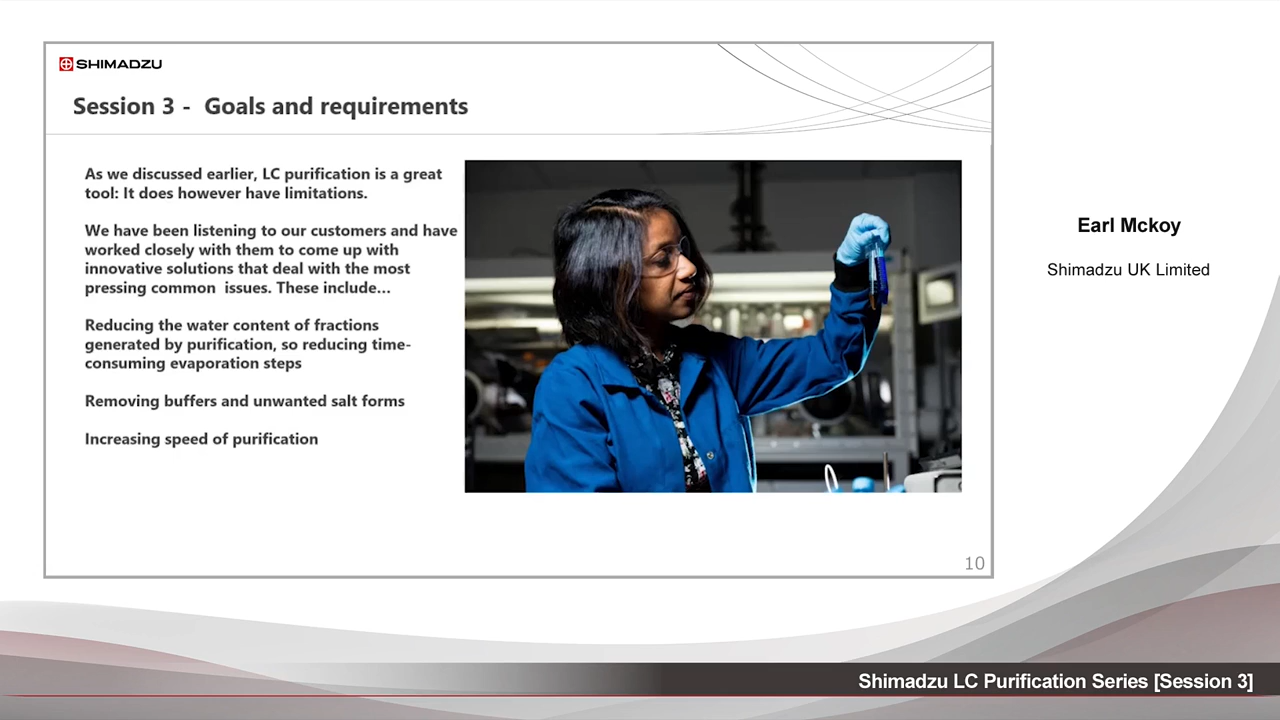 SHIMADZU
Session 3 -  Goals and requirements
As we discussed earlier, LC purification is a great
tool: It does however have limitations.
We have been listening to our customers and have
worked closely with them to come up with
innovative solutions that deal with the most
pressing common  issues. These include...
Reducing the water content of fractions
generated by purification, so reducing time-
consuming evaporation steps
Removing buffers and unwanted salt forms
Increasing speed of purification
10
Earl Mckoy
Shimadzu UK Limited
Shimadzu LC Purification Series [Session 3]